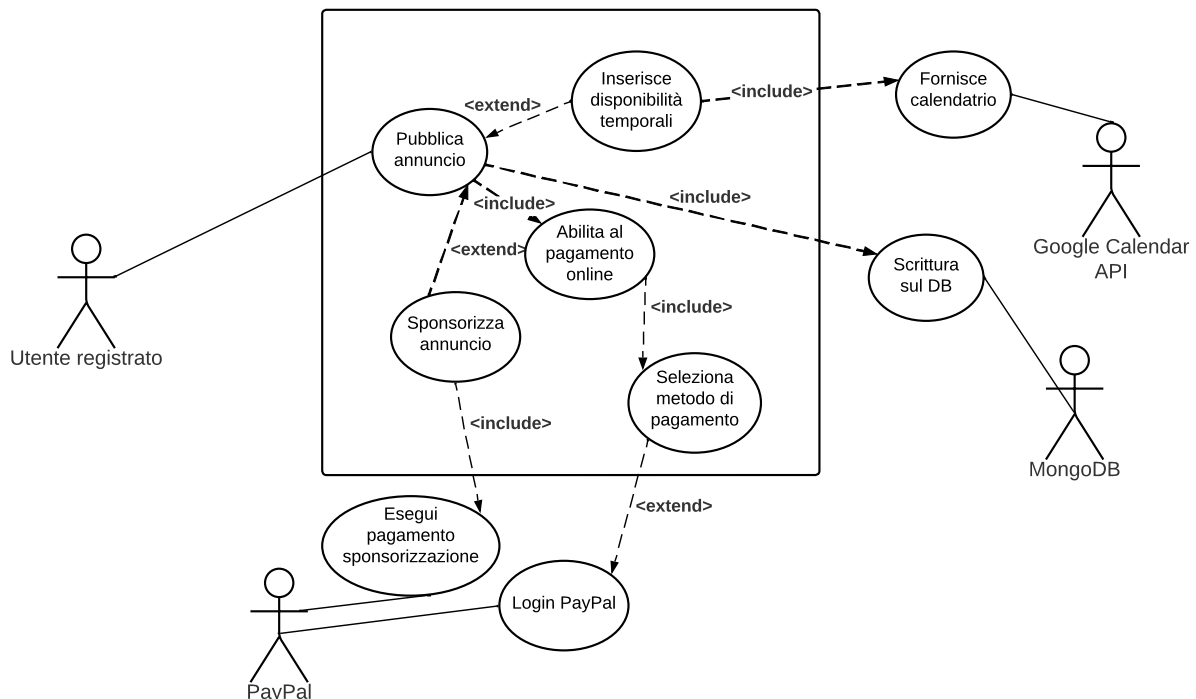 Inserisce
disponibilità
temporali
<include>
Fornisce
calendatrio
<extend>
Pubblica
annuncio
<include>
<include>
Abilita al
pagamento
online
<extend>
Google Calendar
API
Scrittura
sul DB
Utente registrato
<include>
Sponsorizza
annuncio
Seleziona
metodo di
pagamento
<include>
MongoDB
<extend>
Esegui
pagamento
sponsorizzazione
Login PayPal
PayPal